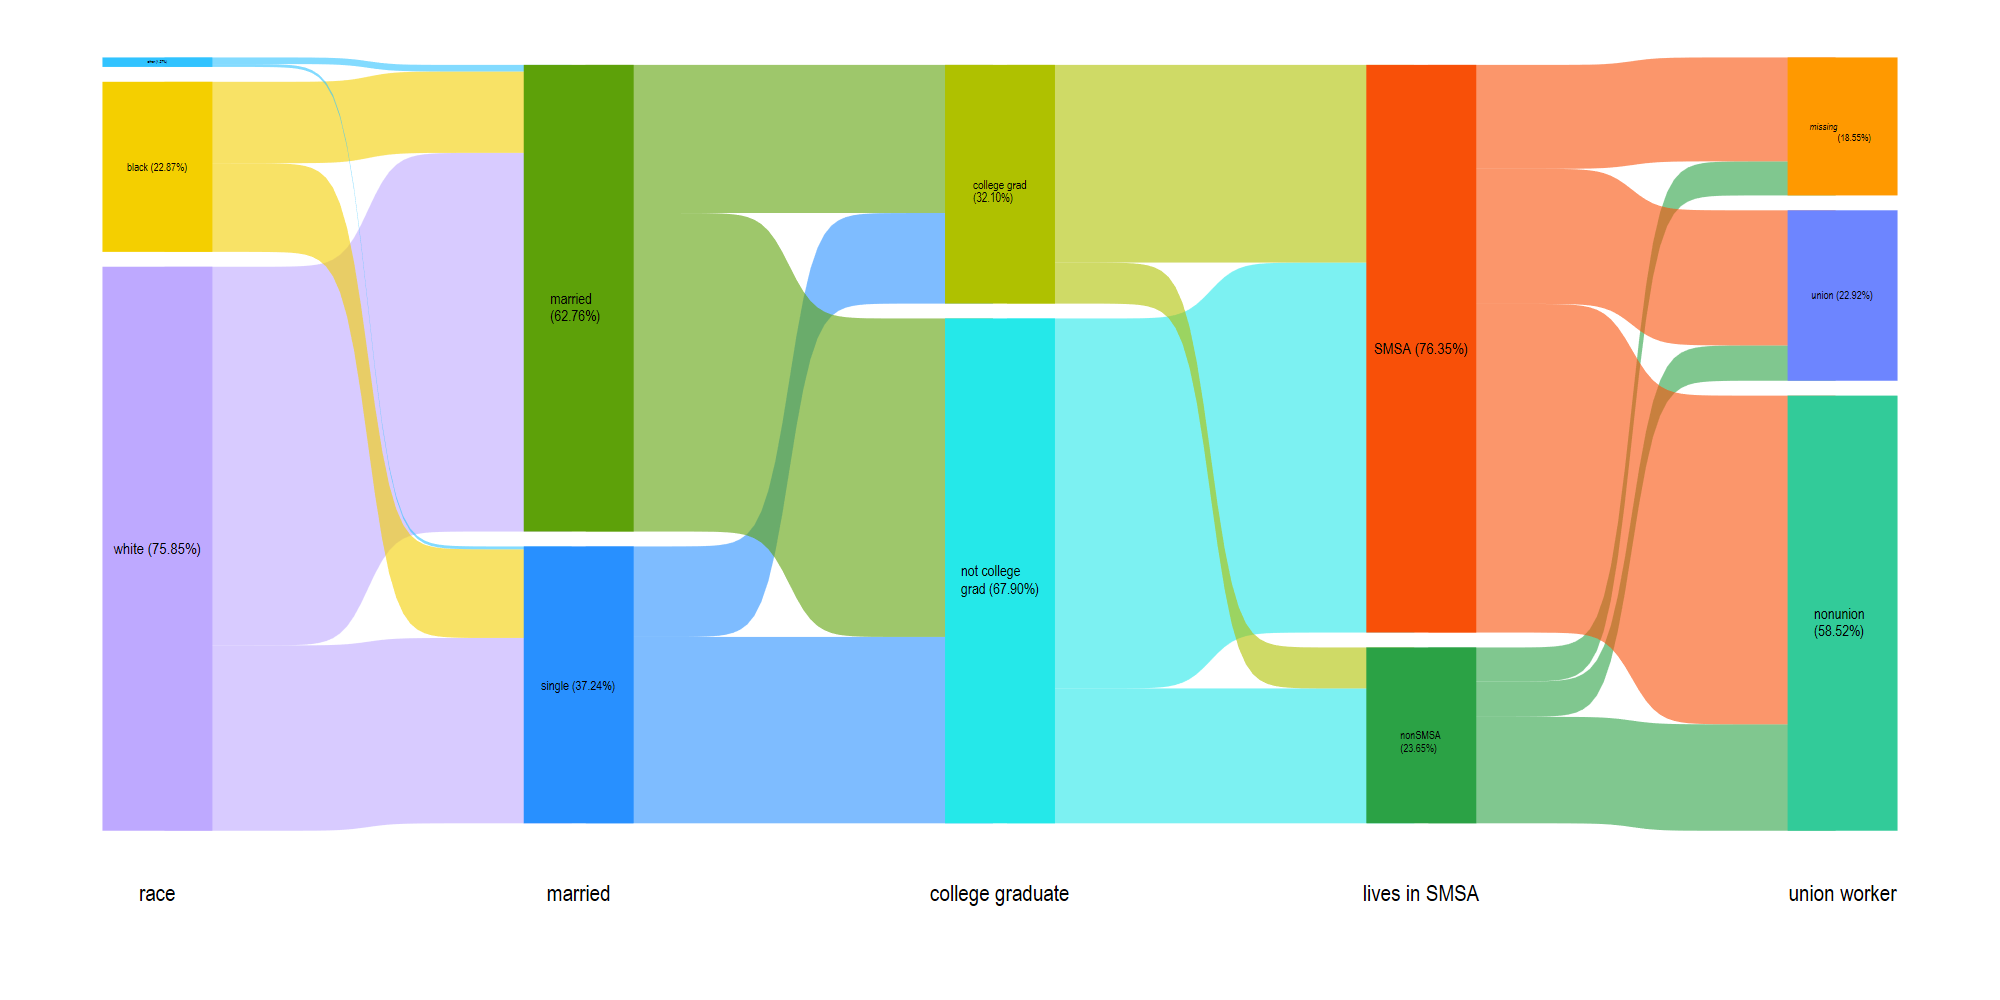 black (22.87%)
white (75.85%)
married
(62.76%)
single (37.24%)
college grad
(32.10%)
not college
grad (67.90%)
SMSA (76.35%)
nonSMSA
(23.65%)
missing
(18.55%)
union (22.92%)
nonunion
(58.52%)
race
married
college graduate
lives in SMSA
union worker